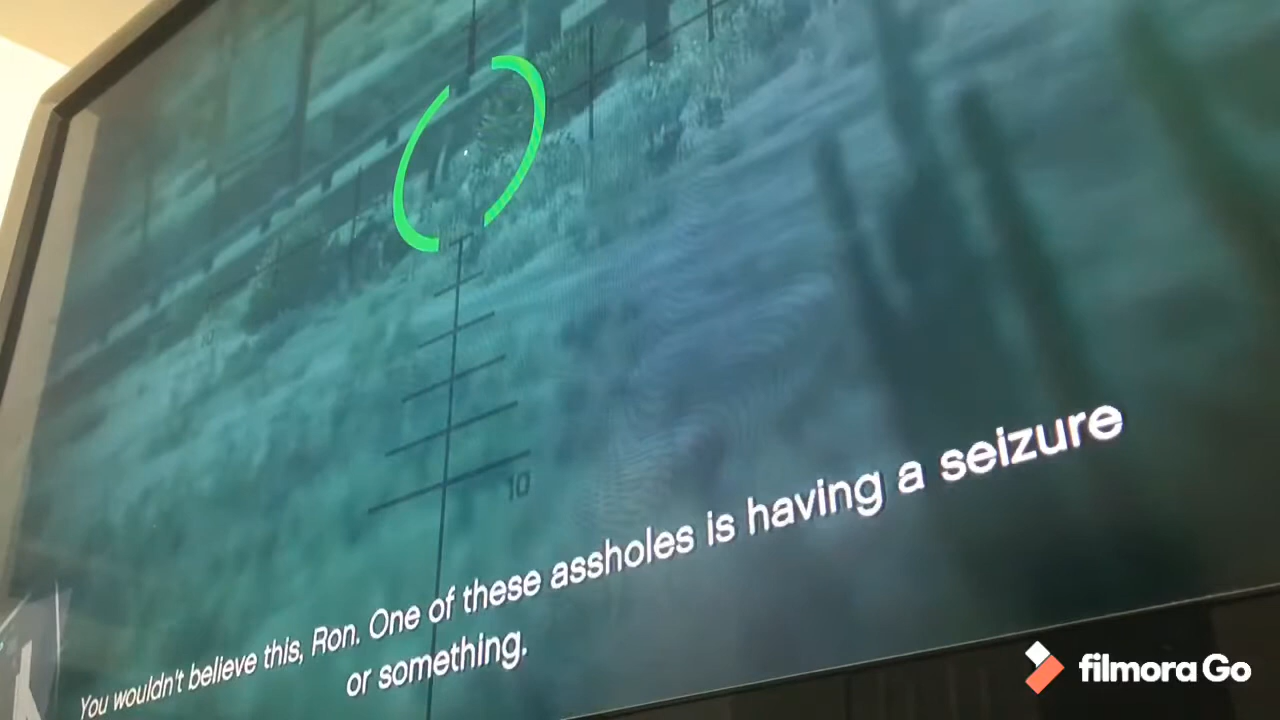 10
You wouldn't believe this, Ron. One of these assholes is having a seizure
or something.
filmora Go